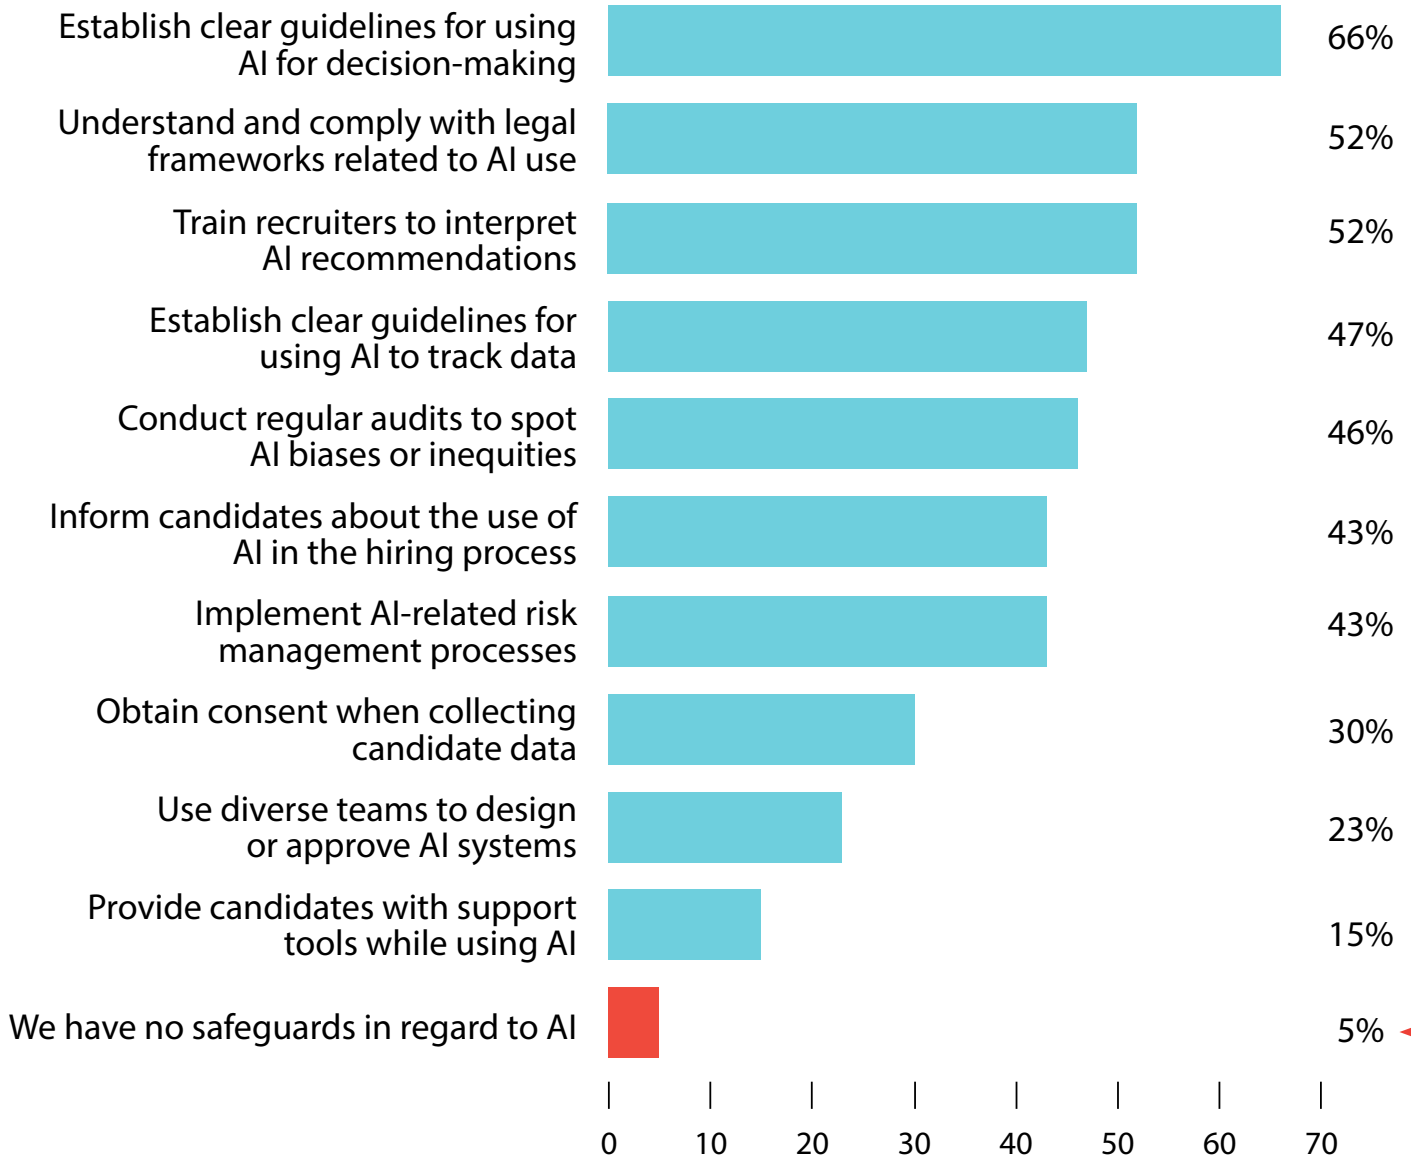 Establish clear guidelines for using
AI for decision-making
66%
Understand and comply with legal
frameworks related to AI use
52%
Train recruiters to interpret
AI recommendations
52%
Establish clear guidelines for
using AI to track data
47%
Conduct regular audits to spot
AI biases or inequities
46%
Inform candidates about the use of
AI in the hiring process
43%
Implement AI-related risk
management processes
43%
Obtain consent when collecting
candidate data
30%
Use diverse teams to design
or approve AI systems
23%
Provide candidates with support
tools while using AI
15%
We have no safeguards in regard to AI
5%
0 10 20 30 40 50 60 70